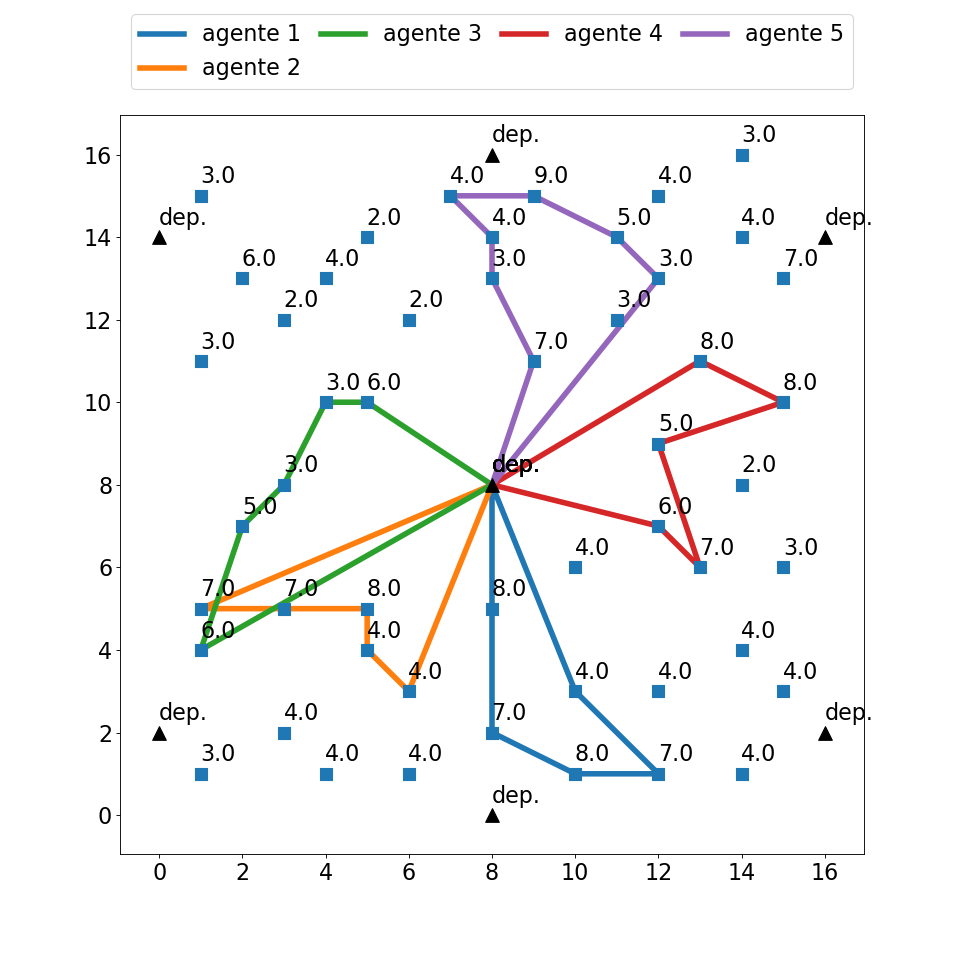 agente 1 agente 3 agente 4 agente 5
agente 2
dep. 3.0
16
3.0 4.0 9.0 4.0
dep. 2.0 4.0 5.0 4.0 dep.
14
6.0 4.0 3.0 3.0 7.0
2.0 2.0 3.0
12
3.0 7.0 8.0
3.0 6.0 8.0
10
5.0
3.0 dep. 2.0
8
5.0 6.0
4.0 7.0 3.0
6
7.0 7.0 8.0 8.0
6.0 4.0 4.0
4
4.0 4.0 4.0 4.0
dep. 4.0 7.0 dep.
2
3.0 4.0 4.0 8.0 7.0 4.0
dep.
0
0 2 4 6 8 10 12 14 16